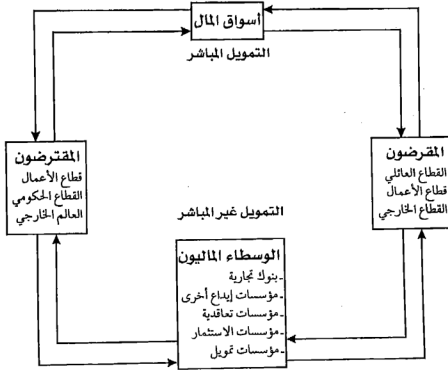 أسواق المال
التمويل المباشر
المقرضون
القطاع العائلي
قطاع الأعمال
القطاع الخارجي
المقترضون
قطاع الأعمال
القطاع الحكومي
العالم الخارجي
التمويل غير المباشر
الوسطاء الماليون
- بنوك تجارية
- مؤسسات إيداع أخرى
- مؤسسات تعاقدية
- مؤسسات الاستثمار
- مؤسسات تمويل